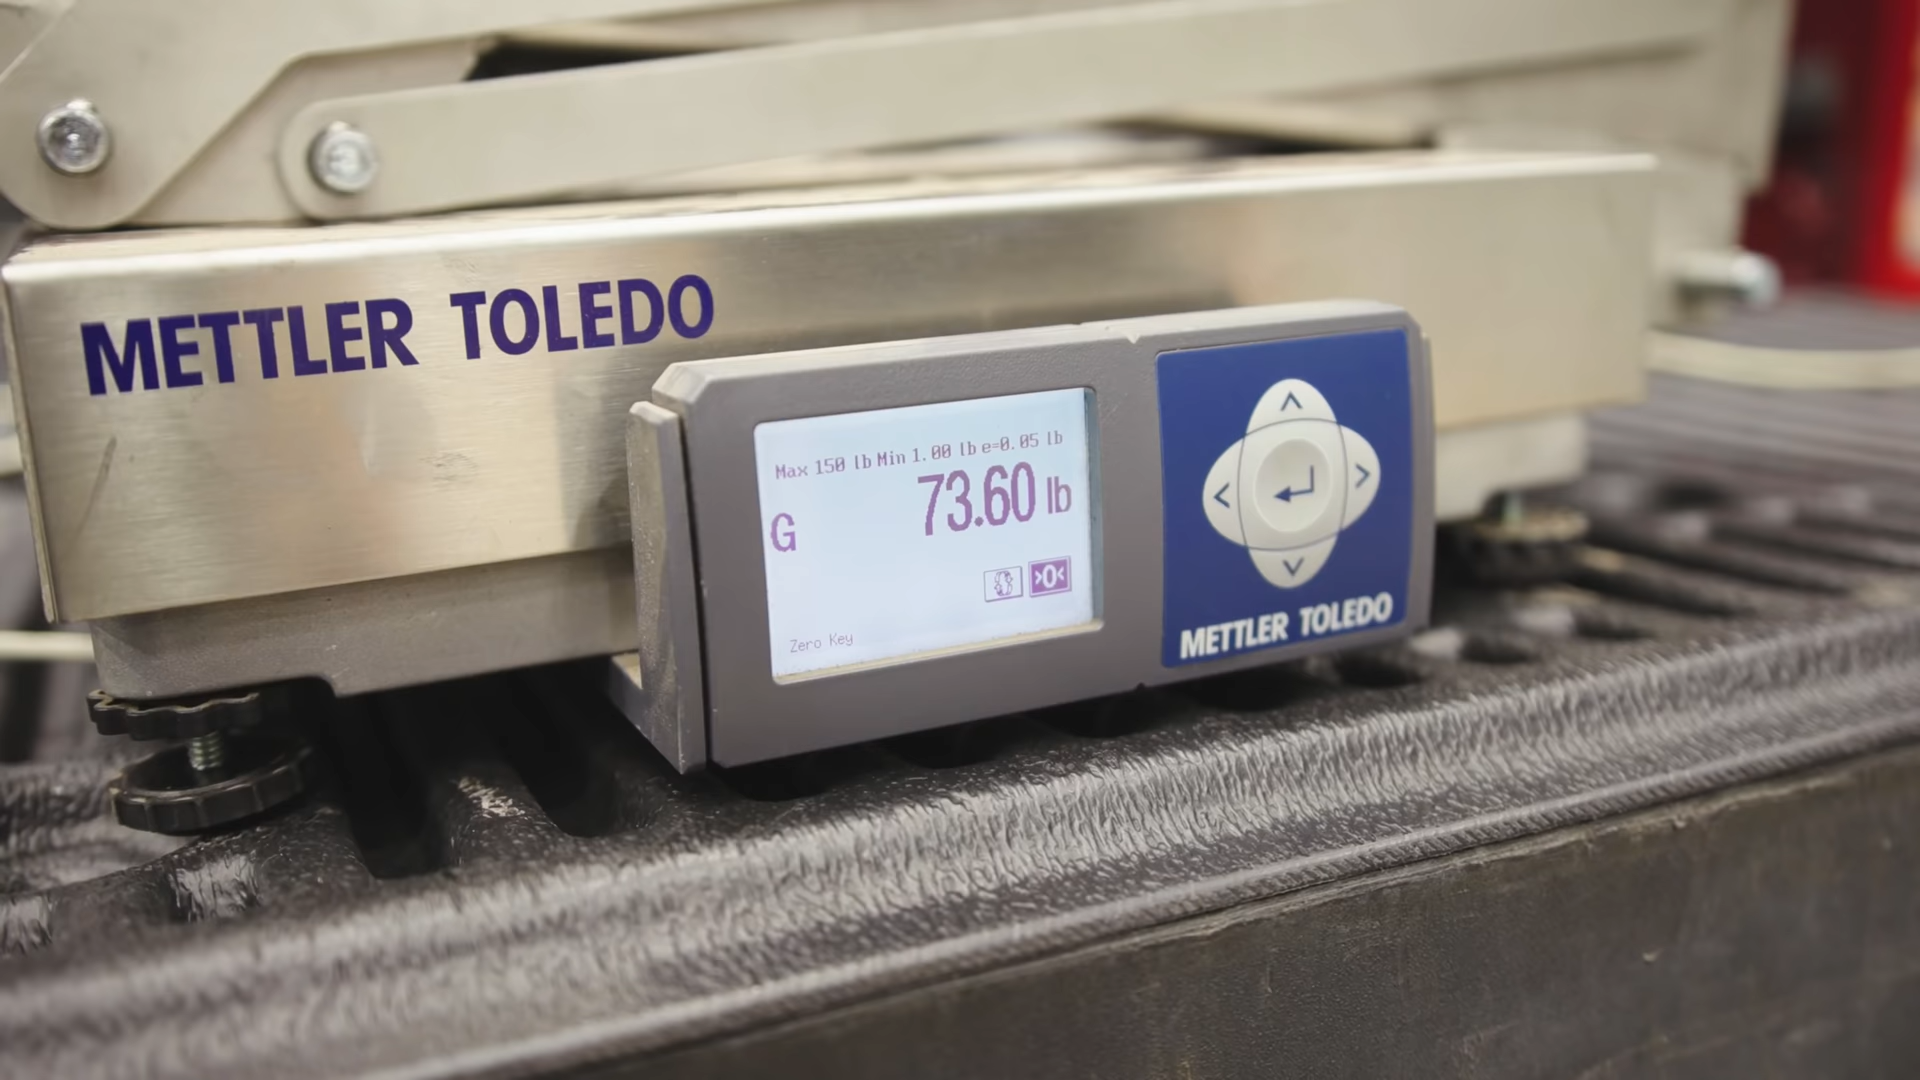 METTLER TOLEDO
Max 150 lb Min 1.00 lb e=0.05 lb
73.60 lb
G
>0<
Zero Key
METTLER TOLEDO